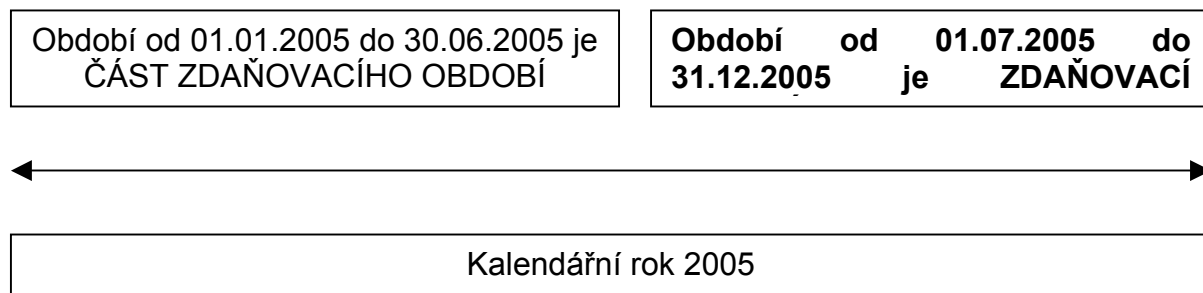 Období od 01.01.2005 do 30.06.2005 je
ČÁST ZDAŇOVACÍHO OBDOBÍ
Období od 01.07.2005 do
31.12.2005 je ZDAŇOVACÍ
Kalendářní rok 2005